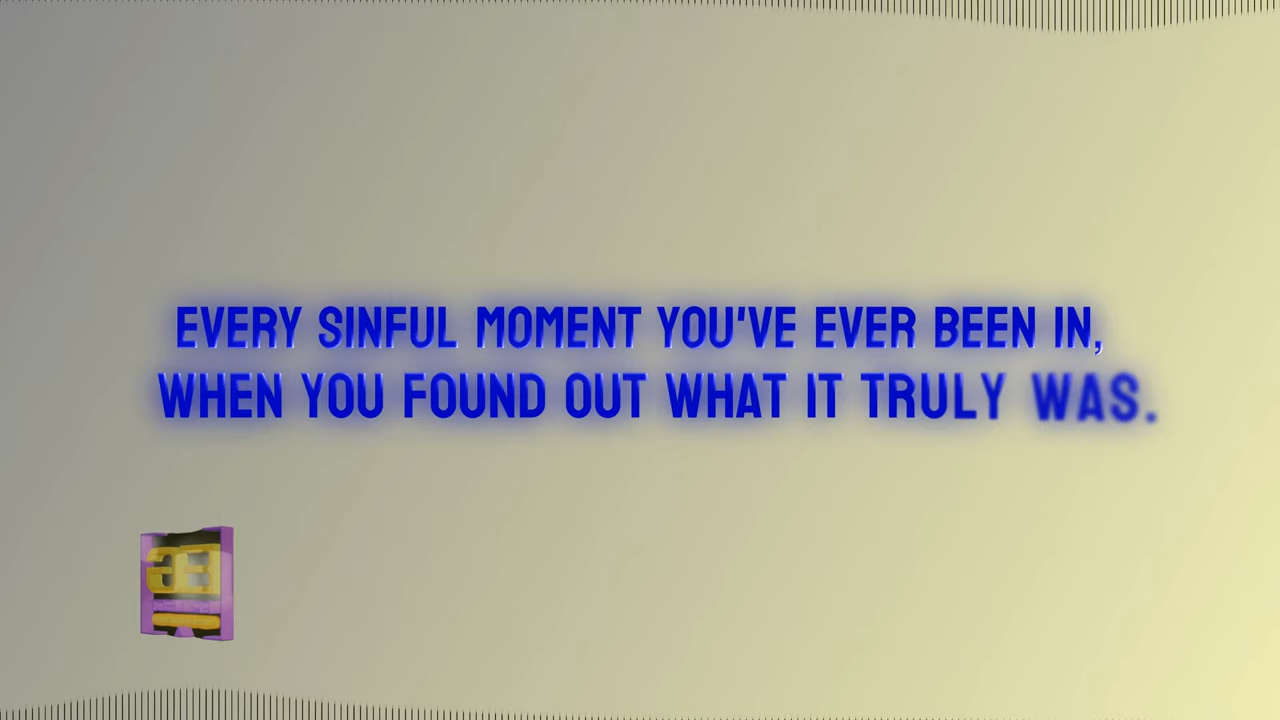 EVERY SINFUL MOMENT YOU'VE EVER BEEN IN,
WHEN YOU FOUND OUT WHAT IT TRULY WAS.